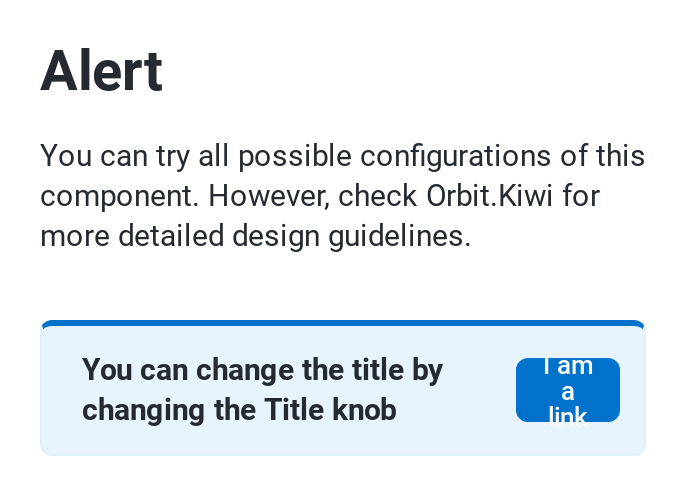 Alert
You can try all possible configurations of this
component. However, check Orbit.Kiwi for
more detailed design guidelines.
You can change the title by
changing the Title knob
I am
a
link